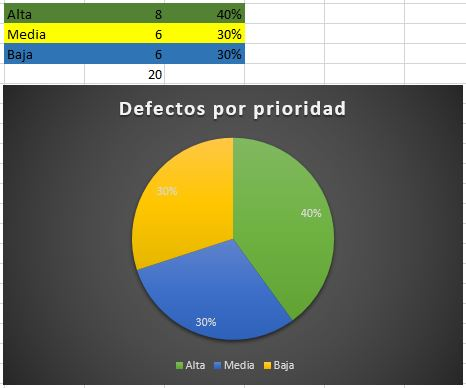 Alta 8 40%
Media 6 30%
Baja 6 30%
20
Defectos por prioridad
30%
40%
30%
Alta Media Baja